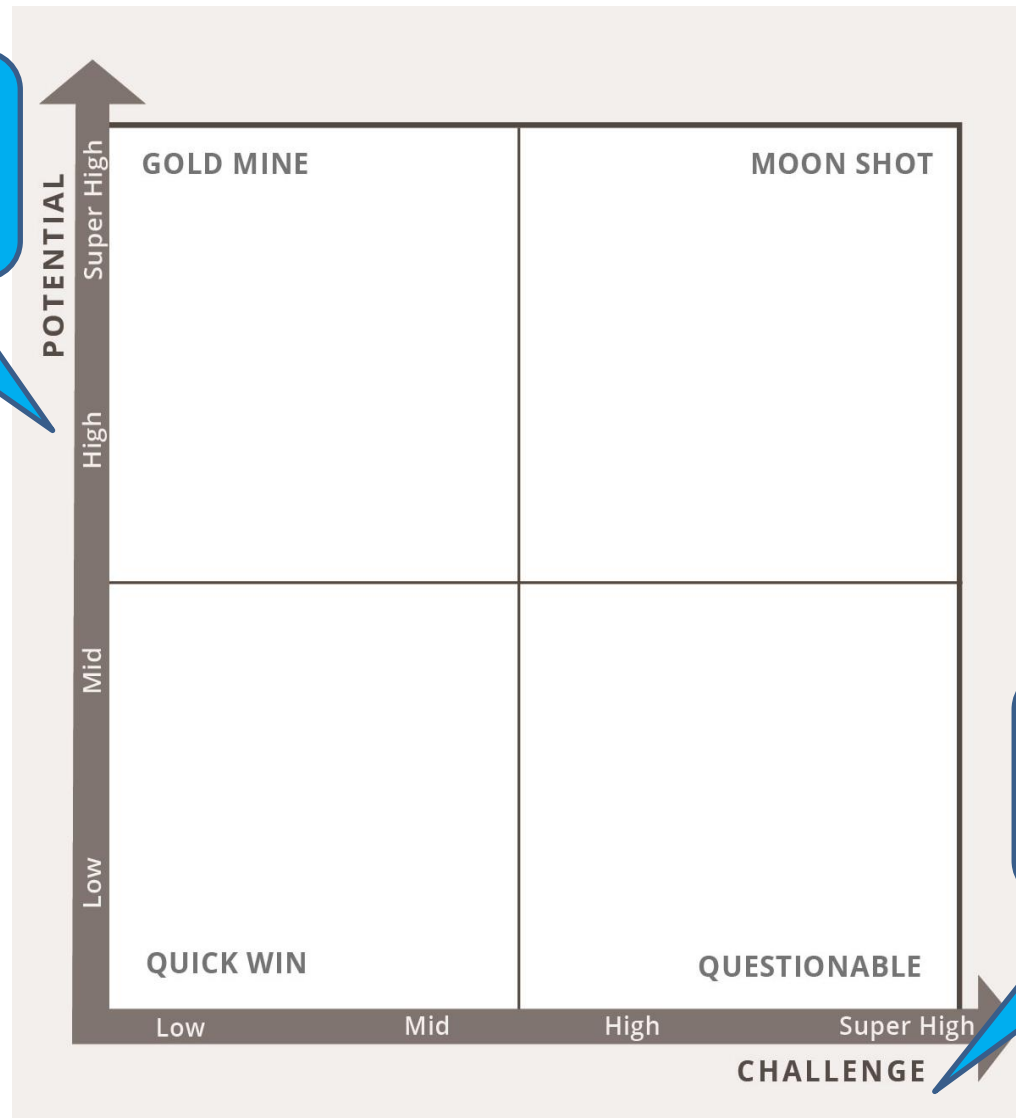 GOLD MINE
MOON SHOT
POTENTIAL
Super High
High
Mid
Low
QUICK WIN
QUESTIONABLE
Low
Mid
High
Super High
CHALLENGE